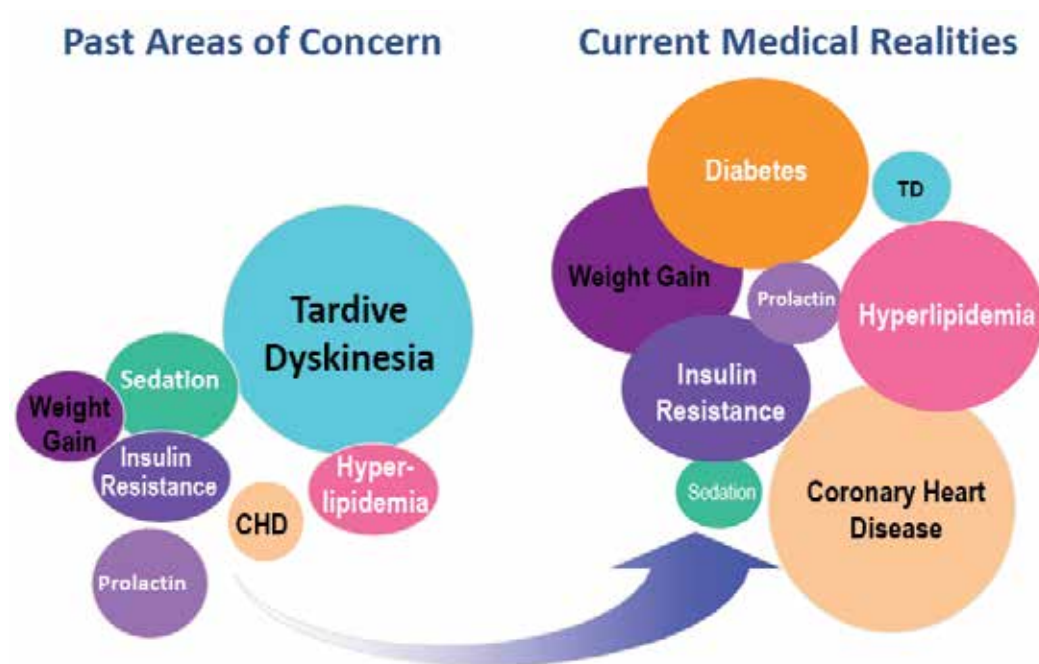 Past Areas of Concern
Tardive
Dyskinesia
Sedation
Weight
Gain
Insulin
Resistance
Hyper-
lipidemia
CHD
Prolactin
Current Medical Realities
Diabetes
TD
Weight Gain
Prolactin
Hyperlipidemia
Insulin
Resistance
Sedation
Coronary Heart
Disease